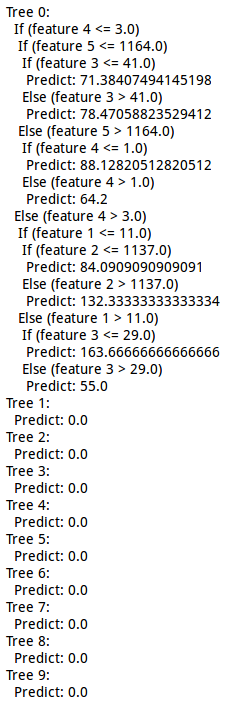 Tree 0:
If (feature 4 <= 3.0)
If (feature 5 <= 1164.0)
If (feature 3 <= 41.0)
Predict: 71.38407494145198
Else (feature 3 > 41.0)
Predict: 78.47058823529412
Else (feature 5 > 1164.0)
If (feature 4 <= 1.0)
Predict: 88.12820512820512
Else (feature 4 > 1.0)
Predict: 64.2
Else (feature 4 > 3.0)
If (feature 1 <= 11.0)
If (feature 2 <= 1137.0)
Predict: 84.0909090909091
Else (feature 2 > 1137.0)
Predict: 132.33333333333334
Else (feature 1 > 11.0)
If (feature 3 <= 29.0)
Predict: 163.66666666666666
Else (feature 3 > 29.0)
Predict: 55.0
Tree 1:
Predict: 0.0
Tree 2:
Predict: 0.0
Tree 3:
Predict: 0.0
Tree 4:
Predict: 0.0
Tree 5:
Predict: 0.0
Tree 6:
Predict: 0.0
Tree 7:
Predict: 0.0
Tree 8:
Predict: 0.0
Tree 9:
Predict: 0.0